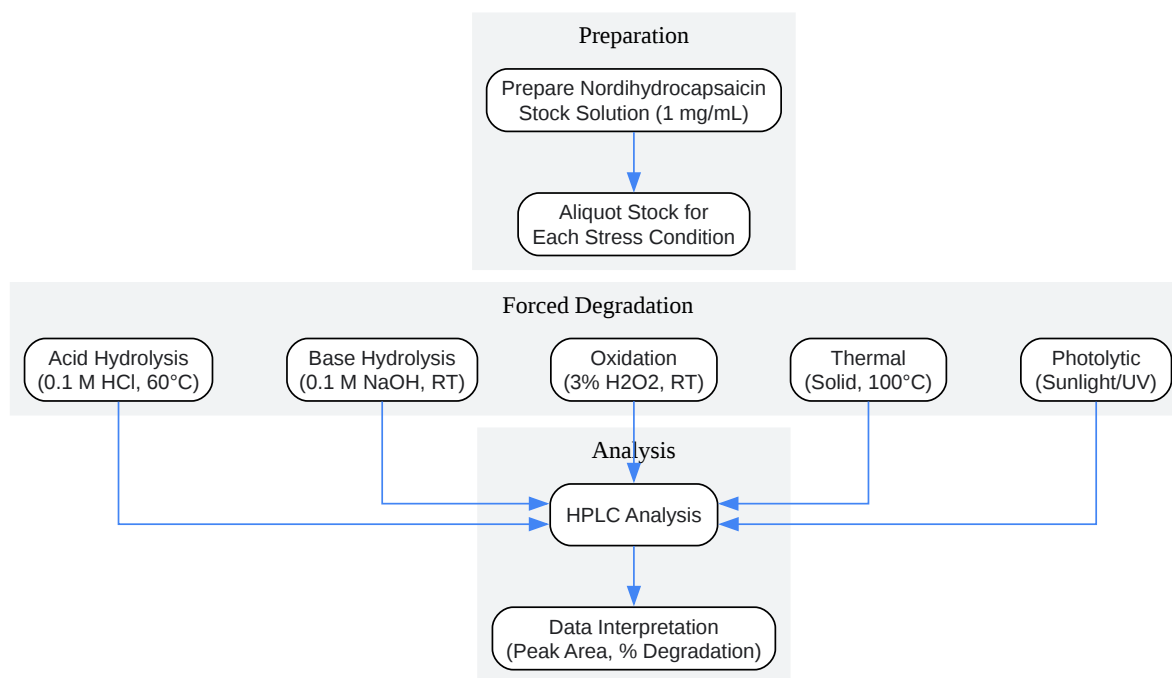 Preparation
Prepare Nordihydrocapsaicin
Stock Solution (1 mg/mL)
Aliquot Stock for
Each Stress Condition
Forced Degradation
Acid Hydrolysis
(0.1 M HCl, 60°C)
Base Hydrolysis
(0.1 M NaOH, RT)
Oxidation
(3% H2O2, RT)
Thermal
(Solid, 100°C)
Photolytic
(Sunlight/UV)
Analysis
HPLC Analysis
Data Interpretation
(Peak Area, % Degradation)